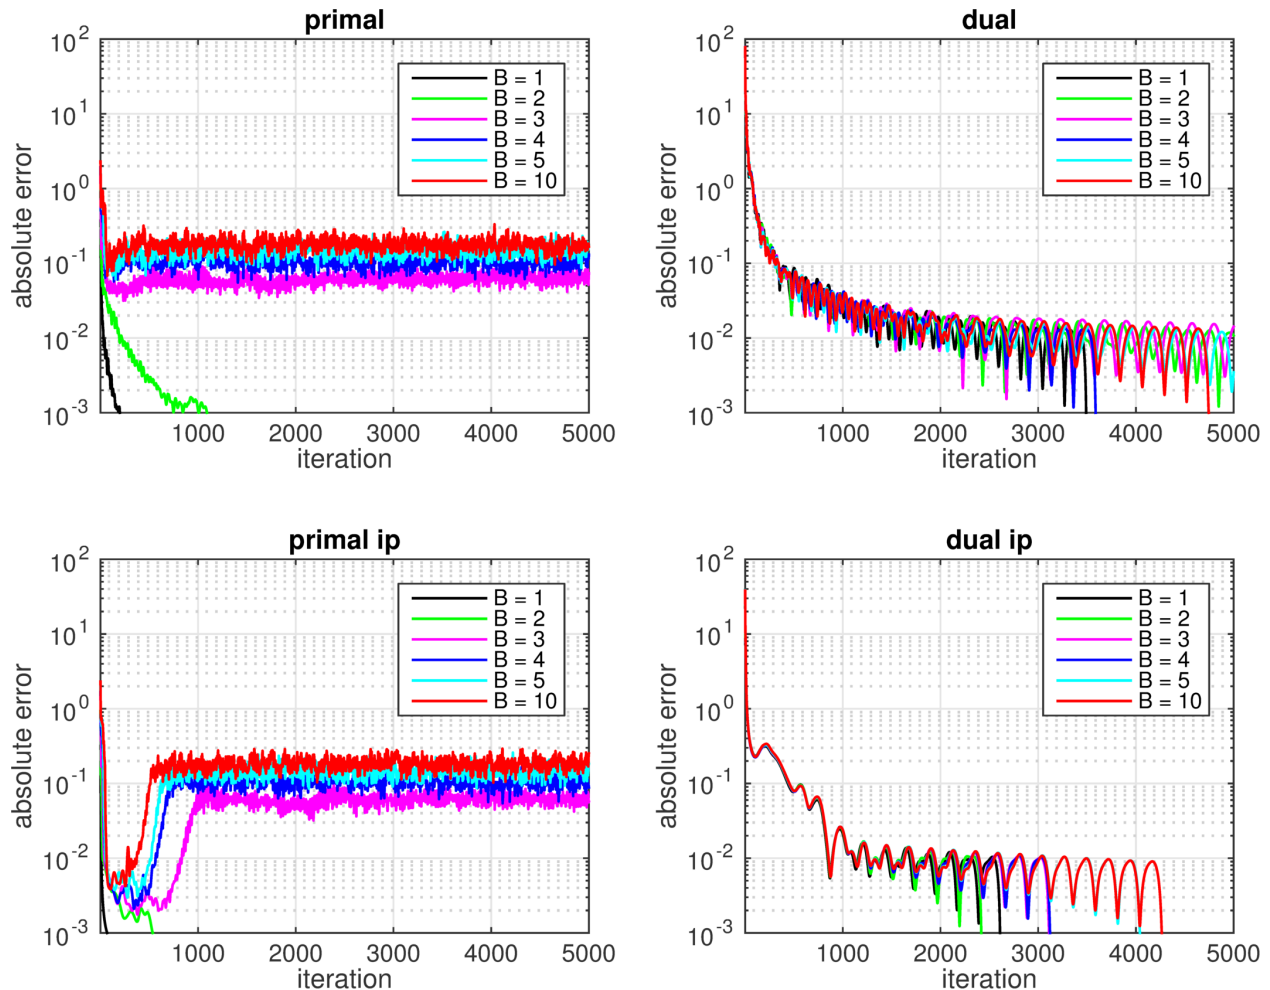 primal
10^2
10^1
10^0
10^-1
10^-2
10^-3
absolute error
B = 1
B = 2
B = 3
B = 4
B = 5
B = 10
1000 2000 3000 4000 5000
iteration
dual
10^2
10^1
10^0
10^-1
10^-2
10^-3
absolute error
B = 1
B = 2
B = 3
B = 4
B = 5
B = 10
1000 2000 3000 4000 5000
iteration
primal ip
10^2
10^1
10^0
10^-1
10^-2
10^-3
absolute error
B = 1
B = 2
B = 3
B = 4
B = 5
B = 10
1000 2000 3000 4000 5000
iteration
dual ip
10^2
10^1
10^0
10^-1
10^-2
10^-3
absolute error
B = 1
B = 2
B = 3
B = 4
B = 5
B = 10
1000 2000 3000 4000 5000
iteration